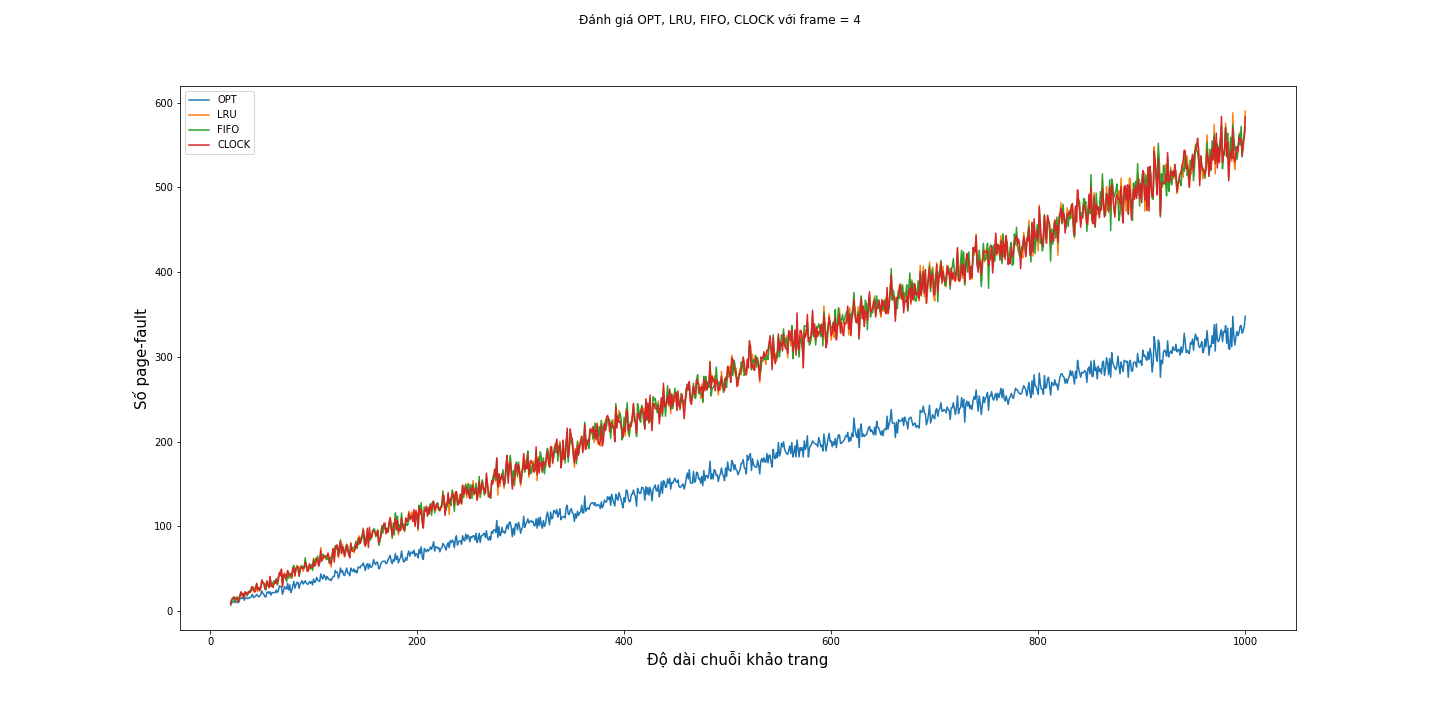 Đánh giá OPT, LRU, FIFO, CLOCK với frame = 4
OPT
LRU
FIFO
CLOCK
600
500
400
300
200
100
0
Số page-fault
0 200 400 600 800 1000
Độ dài chuỗi khảo trang